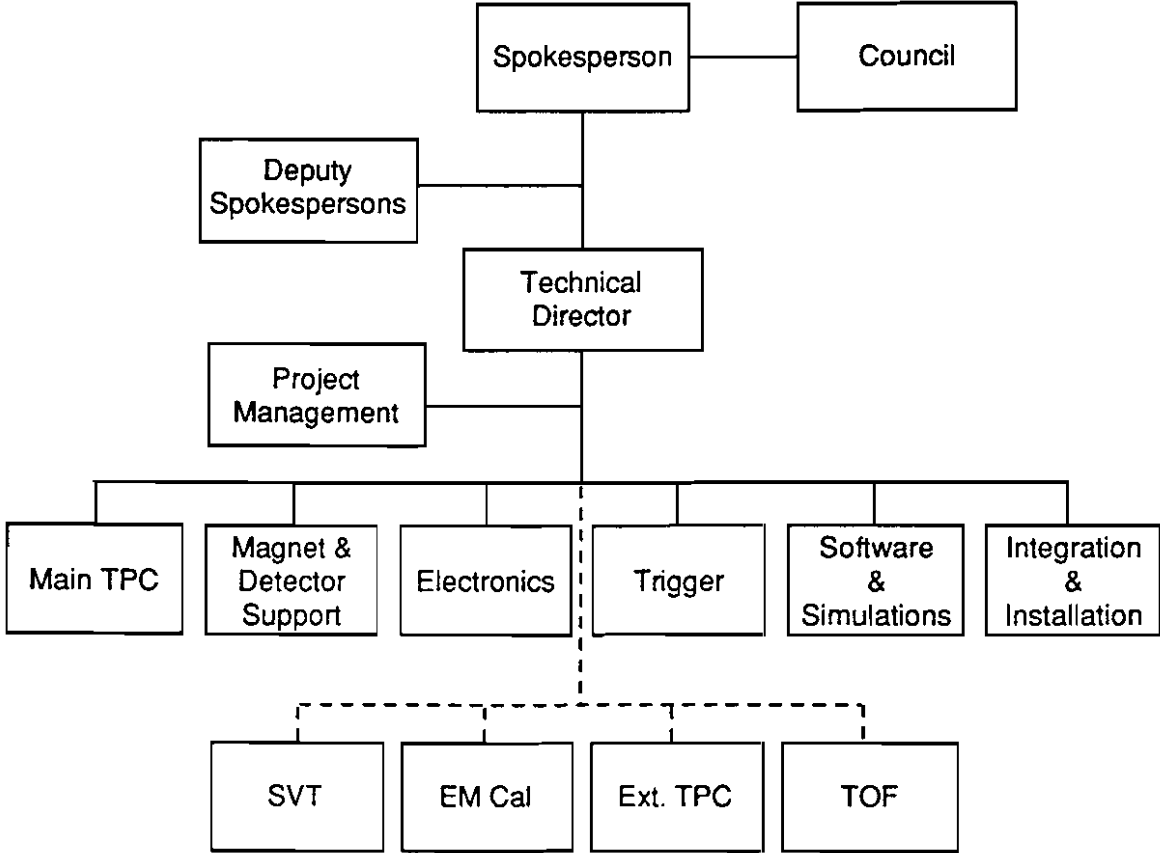 Spokesperson
Council
Deputy
Spokespersons
Technical
Director
Project
Management
Main TPC
Magnet &
Detector
Support
Electronics
Trigger
Software
&
Simulations
Integration
&
Installation
SVT
EM Cal
Ext. TPC
TOF